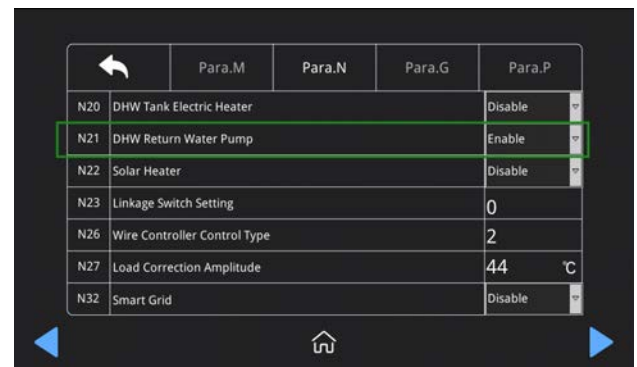 Para.M Para.N Para.G Para.P
N20 DHW Tank Electric Heater Disable
N21 DHW Return Water Pump Enable
N22 Solar Heater Disable
N23 Linkage Switch Setting 0
N26 Wire Controller Control Type 2
N27 Load Correction Amplitude 44 °C
N32 Smart Grid Disable